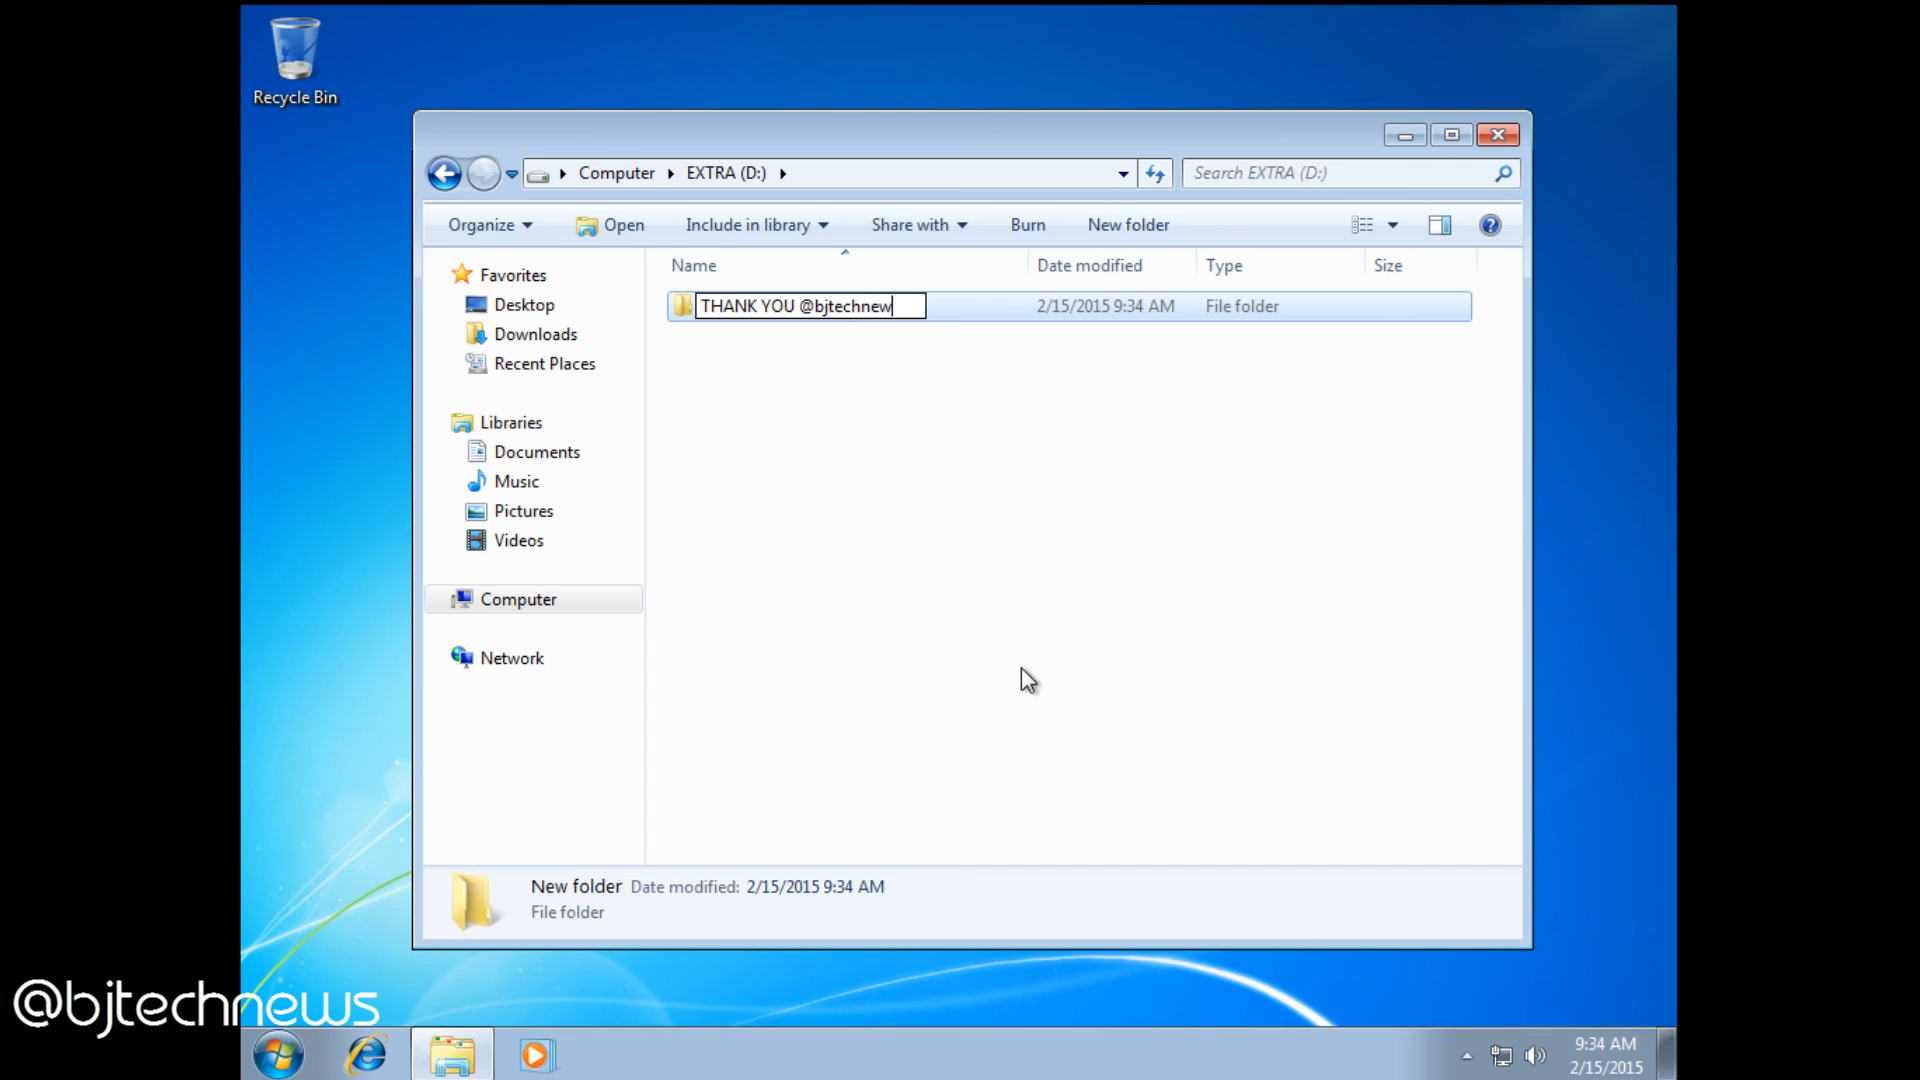 Recycle Bin
Computer EXTRA (D:)
Search EXTRA (D:)
Organize Open Include in library Share with Burn New folder
Name Date modified Type Size
THANK YOU @bjtechnew 2/15/2015 9:34 AM File folder
Favorites
Desktop
Downloads
Recent Places
Libraries
Documents
Music
Pictures
Videos
Computer
Network
New folder Date modified: 2/15/2015 9:34 AM
File folder
@bjtechnews
9:34 AM
2/15/2015